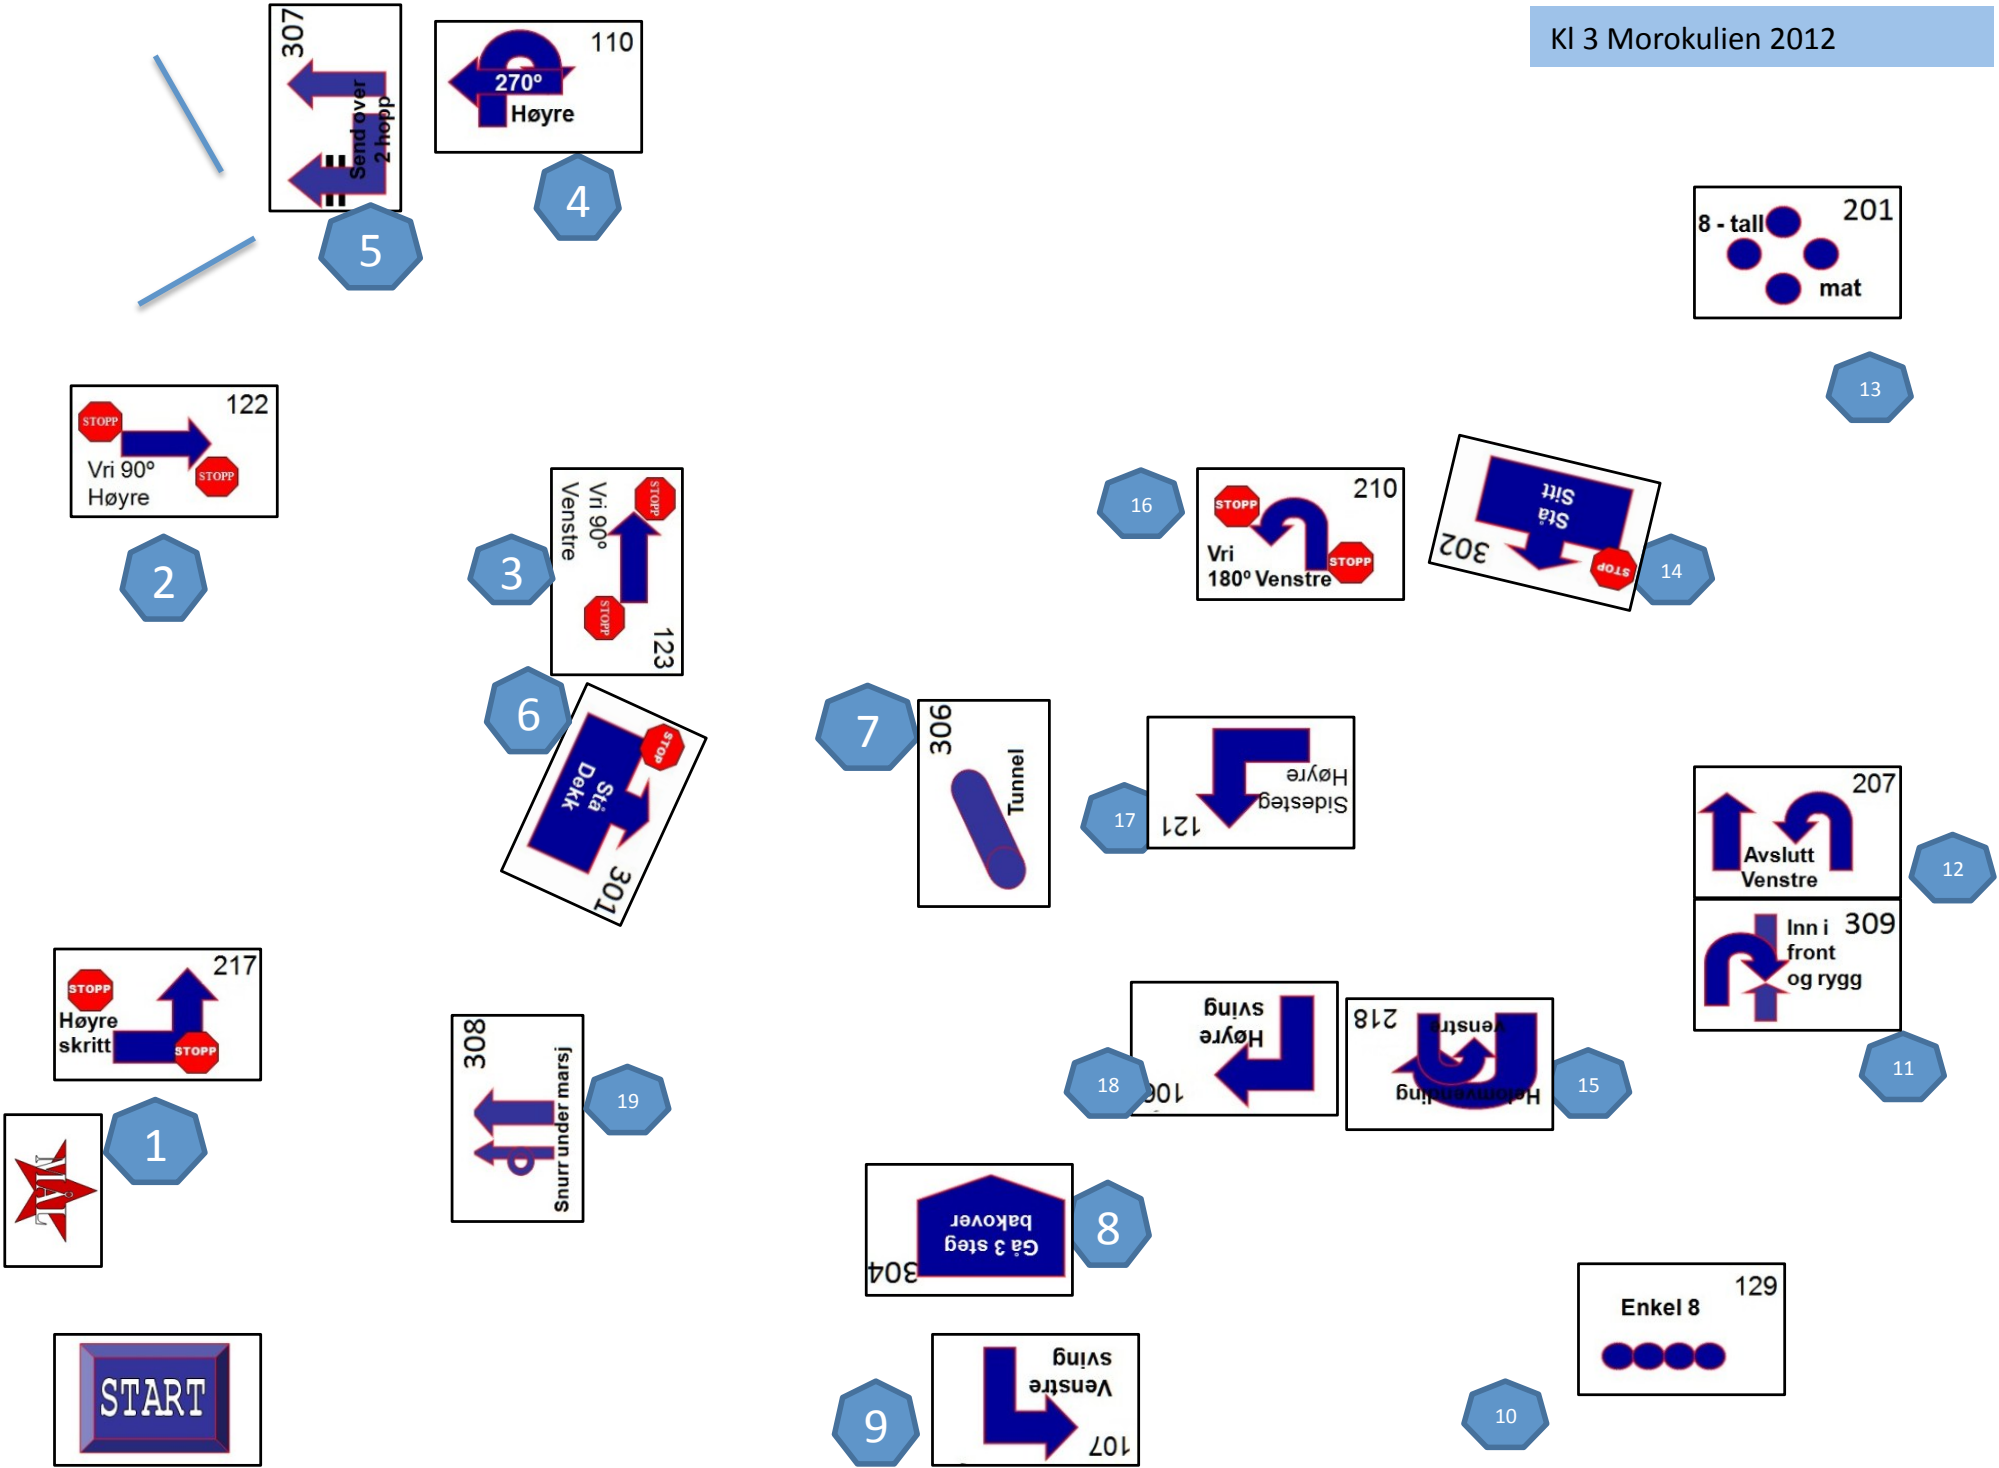 Kl 3 Morokulien 2012
307
Send over
2 hopp
5
110
270º
Høyre
4
201
8 - tall
mat
13
122
STOPP
Vri 90º
Høyre
STOPP
2
3
Vri 90º
Venstre
STOPP
STOPP
123
16
210
STOPP
Vri
180º Venstre
STOPP
302
Stå
Sitt
STOP
14
6
Stå
Dekk
STOP
301
7
306
Tunnel
17
Sidesteg
Høyre
121
207
Avslutt
Venstre
12
309
Inn i
front
og rygg
11
217
STOPP
Høyre
skritt
STOPP
1
MÅL
308
Snurr under marsj
19
18
Høyre
sving
106
218
Helomvending
venstre
15
304
Gå 3 steg
bakover
8
129
Enkel 8
10
START
9
107
Venstre
sving